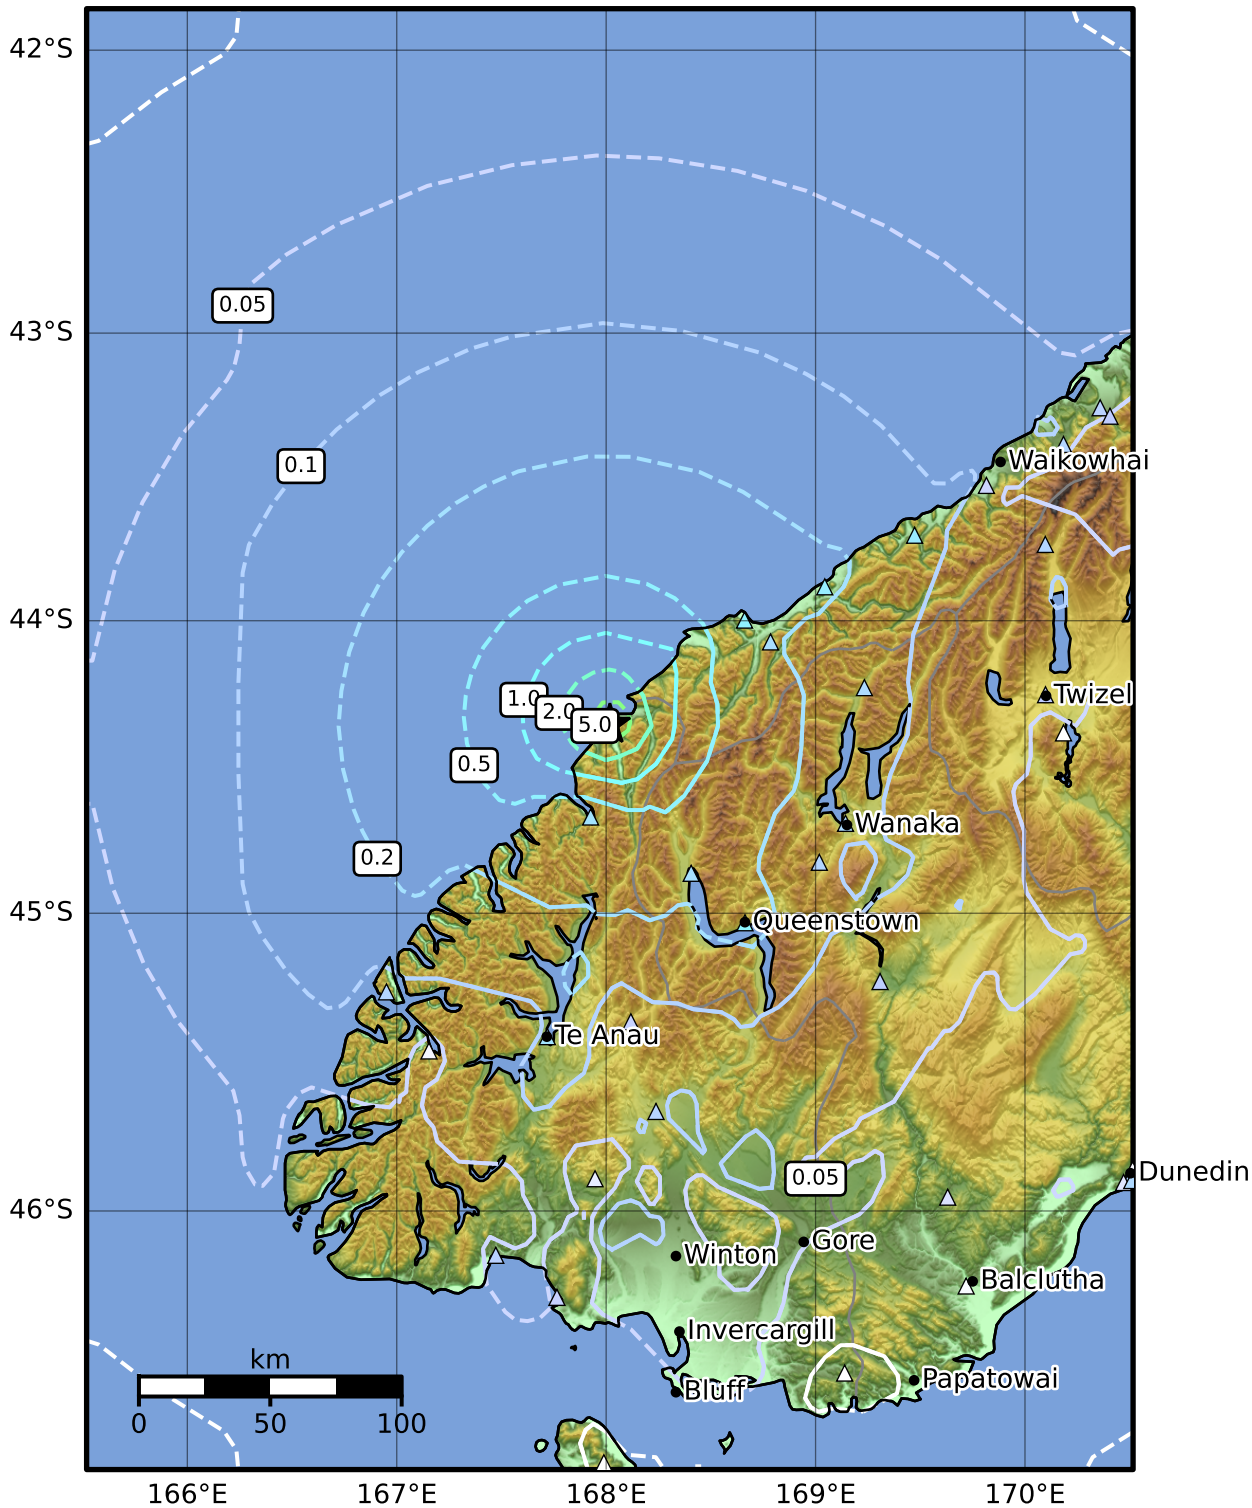 42°S
0.05
43°S
0.1
Waikowhai
44°S
Twizel
1.0
2.0
5.0
0.5
Wanaka
0.2
45°S
Queenstown
Te Anau
0.05
Dunedin
46°S
Gore
Winton
Balclutha
Invercargill
km
Papatowai
Bluff
0 50 100
166°E 167°E 168°E 169°E 170°E